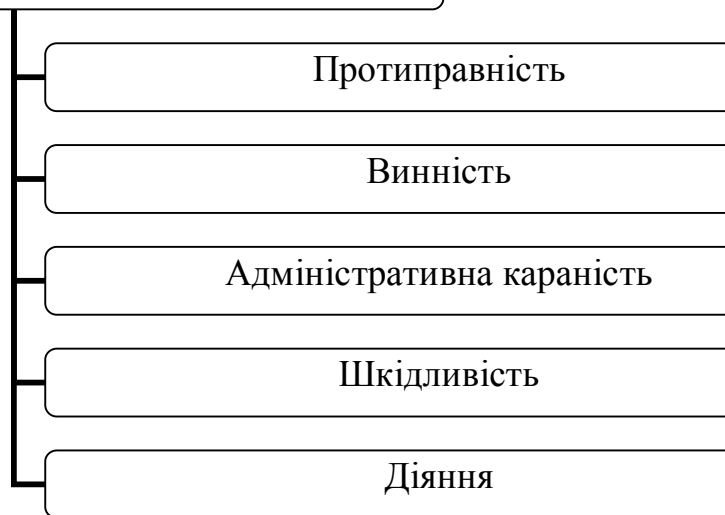 Протиправність
Винність
Адміністративна караність
Шкідливість
Діяння